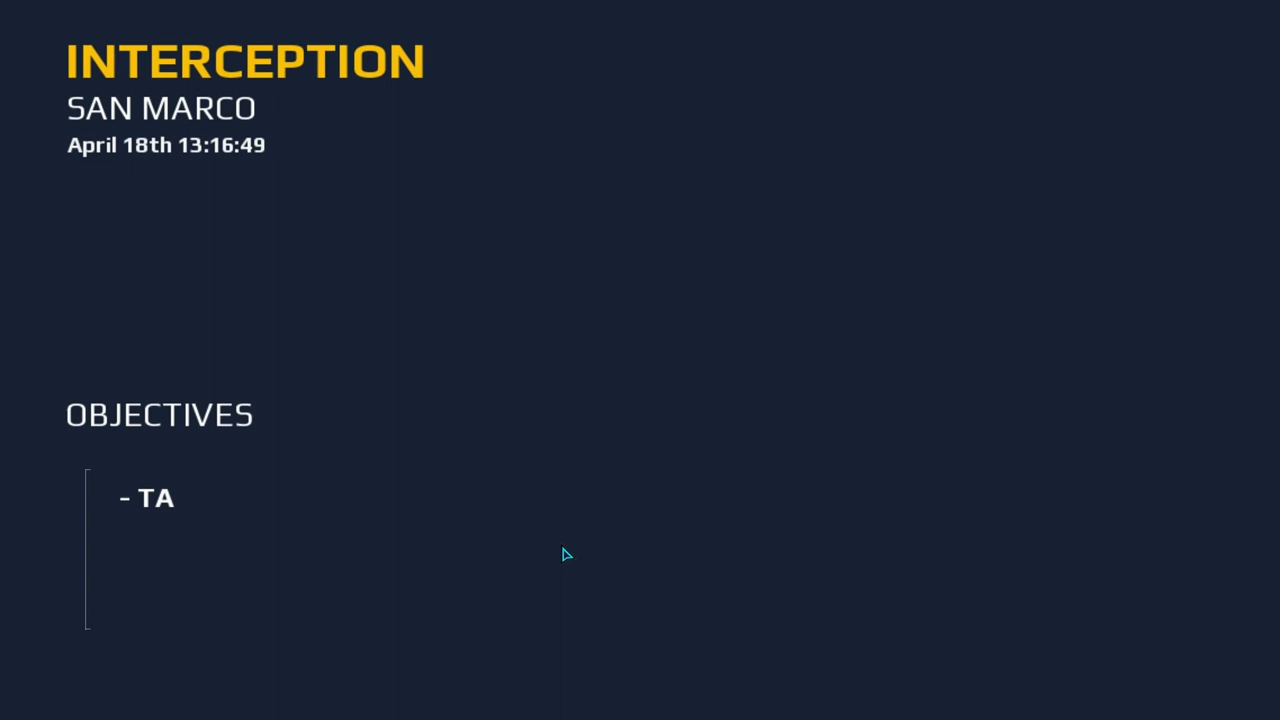 INTERCEPTION
SAN MARCO
April 18th 13:16:49
OBJECTIVES
- TA